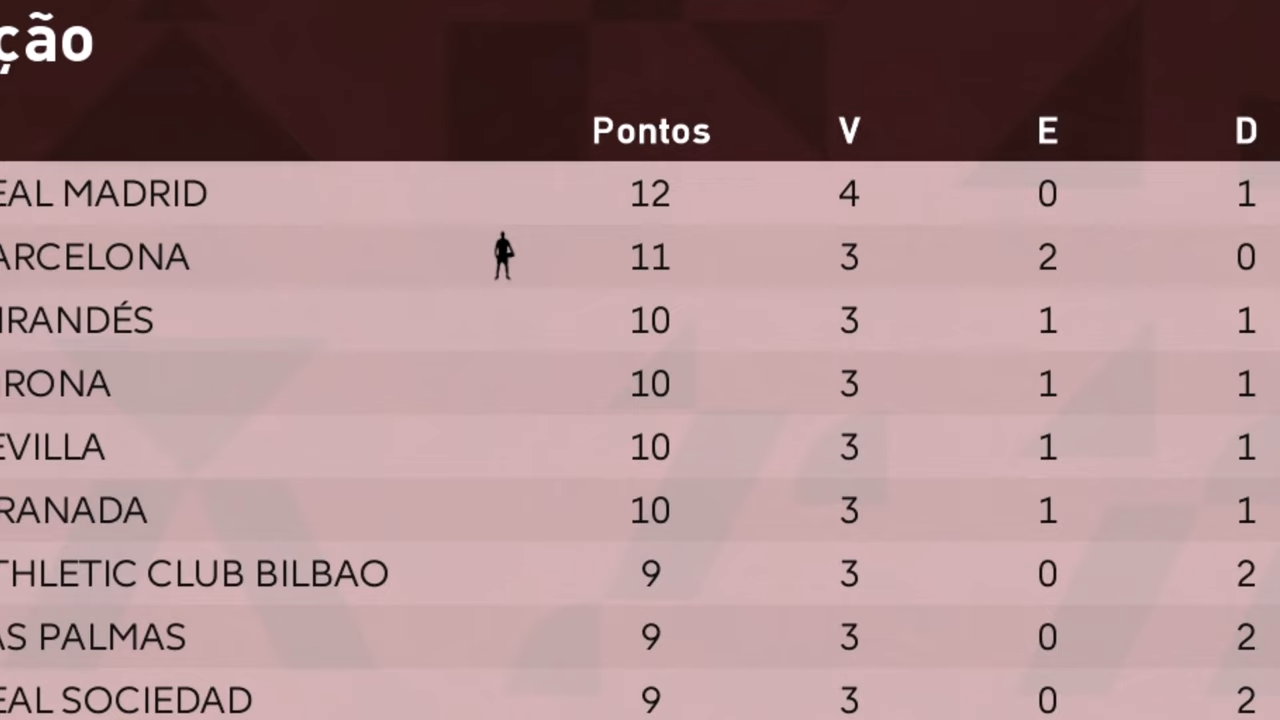 ção
Pontos V E D
EAL MADRID 12 4 0 1
ARCELONA 11 3 2 0
IRANDÉS 10 3 1 1
IRONA 10 3 1 1
EVILLA 10 3 1 1
RANADA 10 3 1 1
THLETIC CLUB BILBAO 9 3 0 2
AS PALMAS 9 3 0 2
EAL SOCIEDAD 9 3 0 2